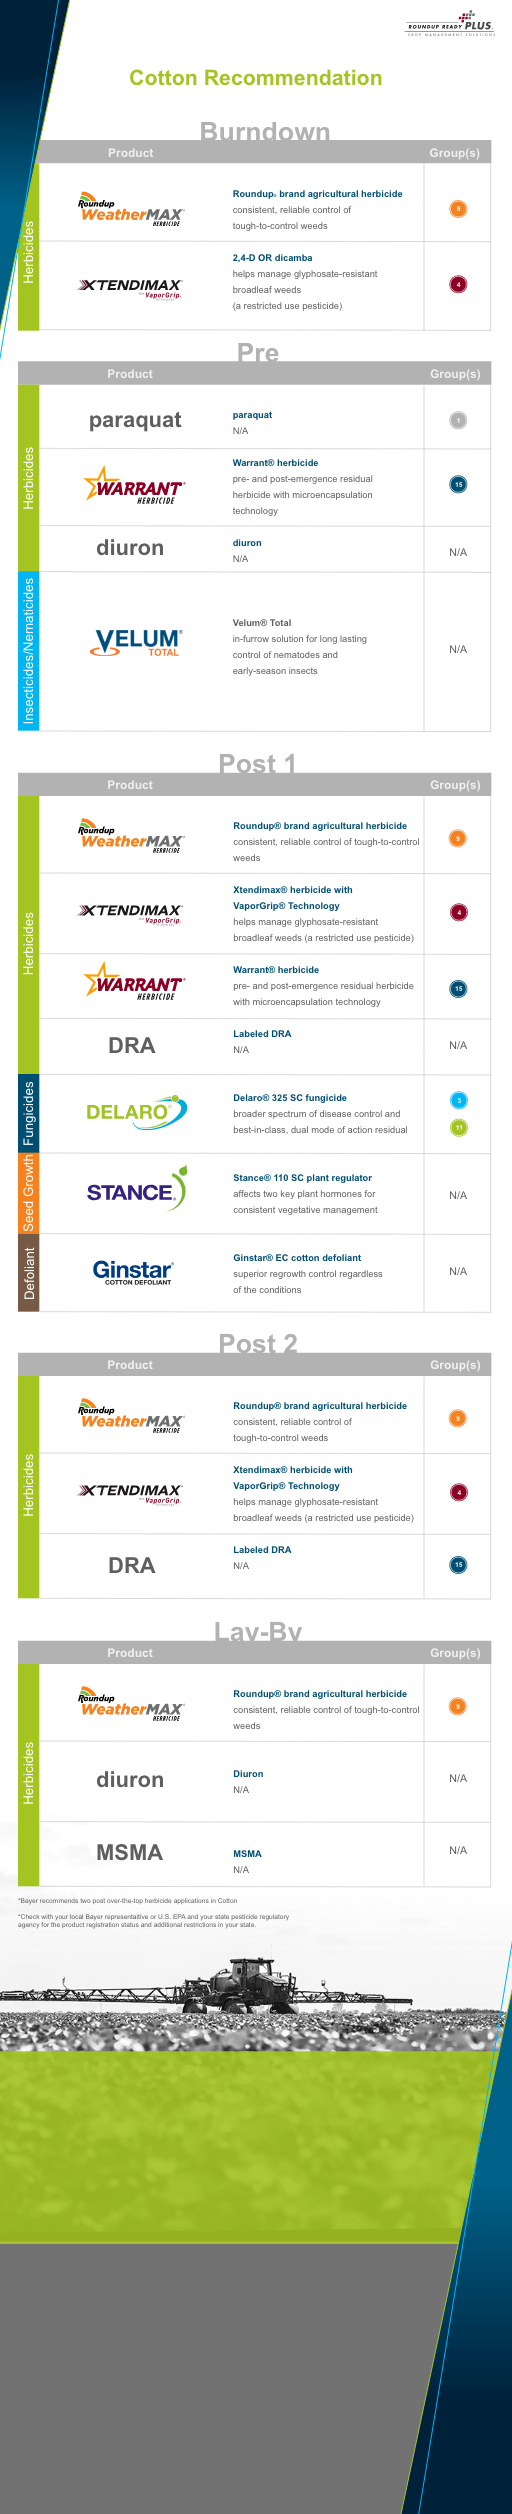 ROUNDUP READY PLUS
CROP MANAGEMENT SOLUTIONS
Cotton Recommendation
Burndown
Product
Group(s)
Herbicides
Roundup
WeatherMAX®
HERBICIDE
Roundup® brand agricultural herbicide
consistent, reliable control of
tough-to-control weeds
9
XTENDIMAX™
VaporGrip.
2,4-D OR dicamba
helps manage glyphosate-resistant
broadleaf weeds
(a restricted use pesticide)
4
Pre
Product
Group(s)
Herbicides
paraquat
paraquat
N/A
1
WARRANT®
HERBICIDE
Warrant® herbicide
pre- and post-emergence residual
herbicide with microencapsulation
technology
15
diuron
diuron
N/A
N/A
Insecticides/Nematicides
VELUM®
TOTAL
Velum® Total
in-furrow solution for long lasting
control of nematodes and
early-season insects
N/A
Post 1
Product
Group(s)
Herbicides
Roundup
WeatherMAX®
HERBICIDE
Roundup® brand agricultural herbicide
consistent, reliable control of tough-to-control
weeds
9
XTENDIMAX™
VaporGrip.
Xtendimax® herbicide with
VaporGrip® Technology
helps manage glyphosate-resistant
broadleaf weeds (a restricted use pesticide)
4
WARRANT®
HERBICIDE
Warrant® herbicide
pre- and post-emergence residual herbicide
with microencapsulation technology
15
DRA
Labeled DRA
N/A
N/A
Fungicides
DELARO®
Delaro® 325 SC fungicide
broader spectrum of disease control and
best-in-class, dual mode of action residual
3
11
Seed Growth
STANCE®
Stance® 110 SC plant regulator
affects two key plant hormones for
consistent vegetative management
N/A
Defoliant
Ginstar®
COTTON DEFOLIANT
Ginstar® EC cotton defoliant
superior regrowth control regardless
of the conditions
N/A
Post 2
Product
Group(s)
Herbicides
Roundup
WeatherMAX®
HERBICIDE
Roundup® brand agricultural herbicide
consistent, reliable control of
tough-to-control weeds
9
XTENDIMAX™
VaporGrip.
Xtendimax® herbicide with
VaporGrip® Technology
helps manage glyphosate-resistant
broadleaf weeds (a restricted use pesticide)
4
DRA
Labeled DRA
N/A
15
Lay-By
Product
Group(s)
Herbicides
Roundup
WeatherMAX®
HERBICIDE
Roundup® brand agricultural herbicide
consistent, reliable control of tough-to-control
weeds
9
diuron
Diuron
N/A
N/A
MSMA
MSMA
N/A
N/A
*Bayer recommends two post over-the-top herbicide applications in Cotton
*Check with your local Bayer representaitive or U.S. EPA and your state pesticide regulatory
agency for the product registration status and additional restrictions in your state.